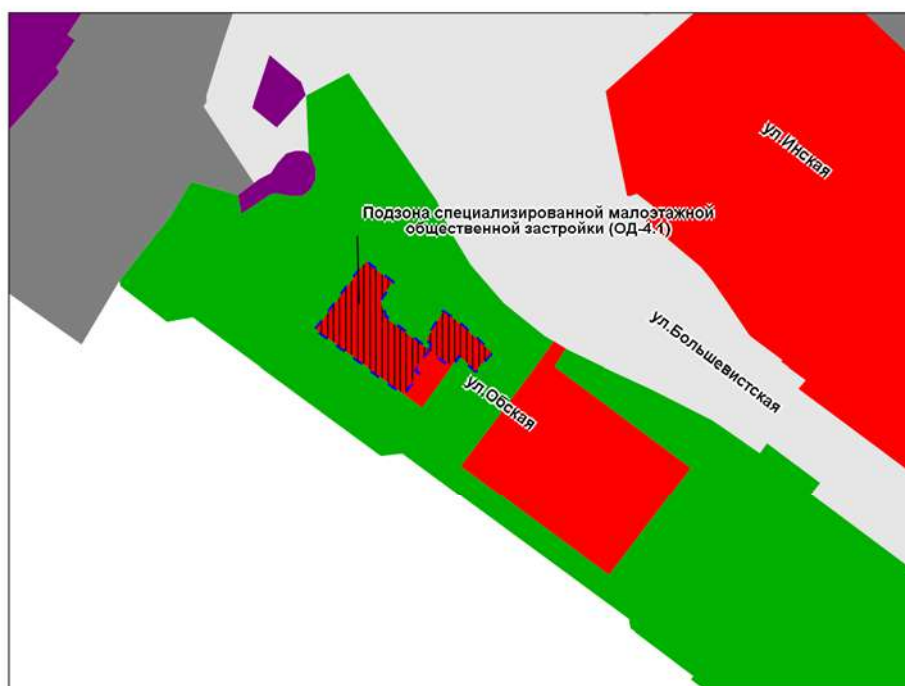 ул.Инская
Подзона специализированной малоэтажной
общественной застройки (ОД-4.1)
ул.Большевистская
ул.Обская